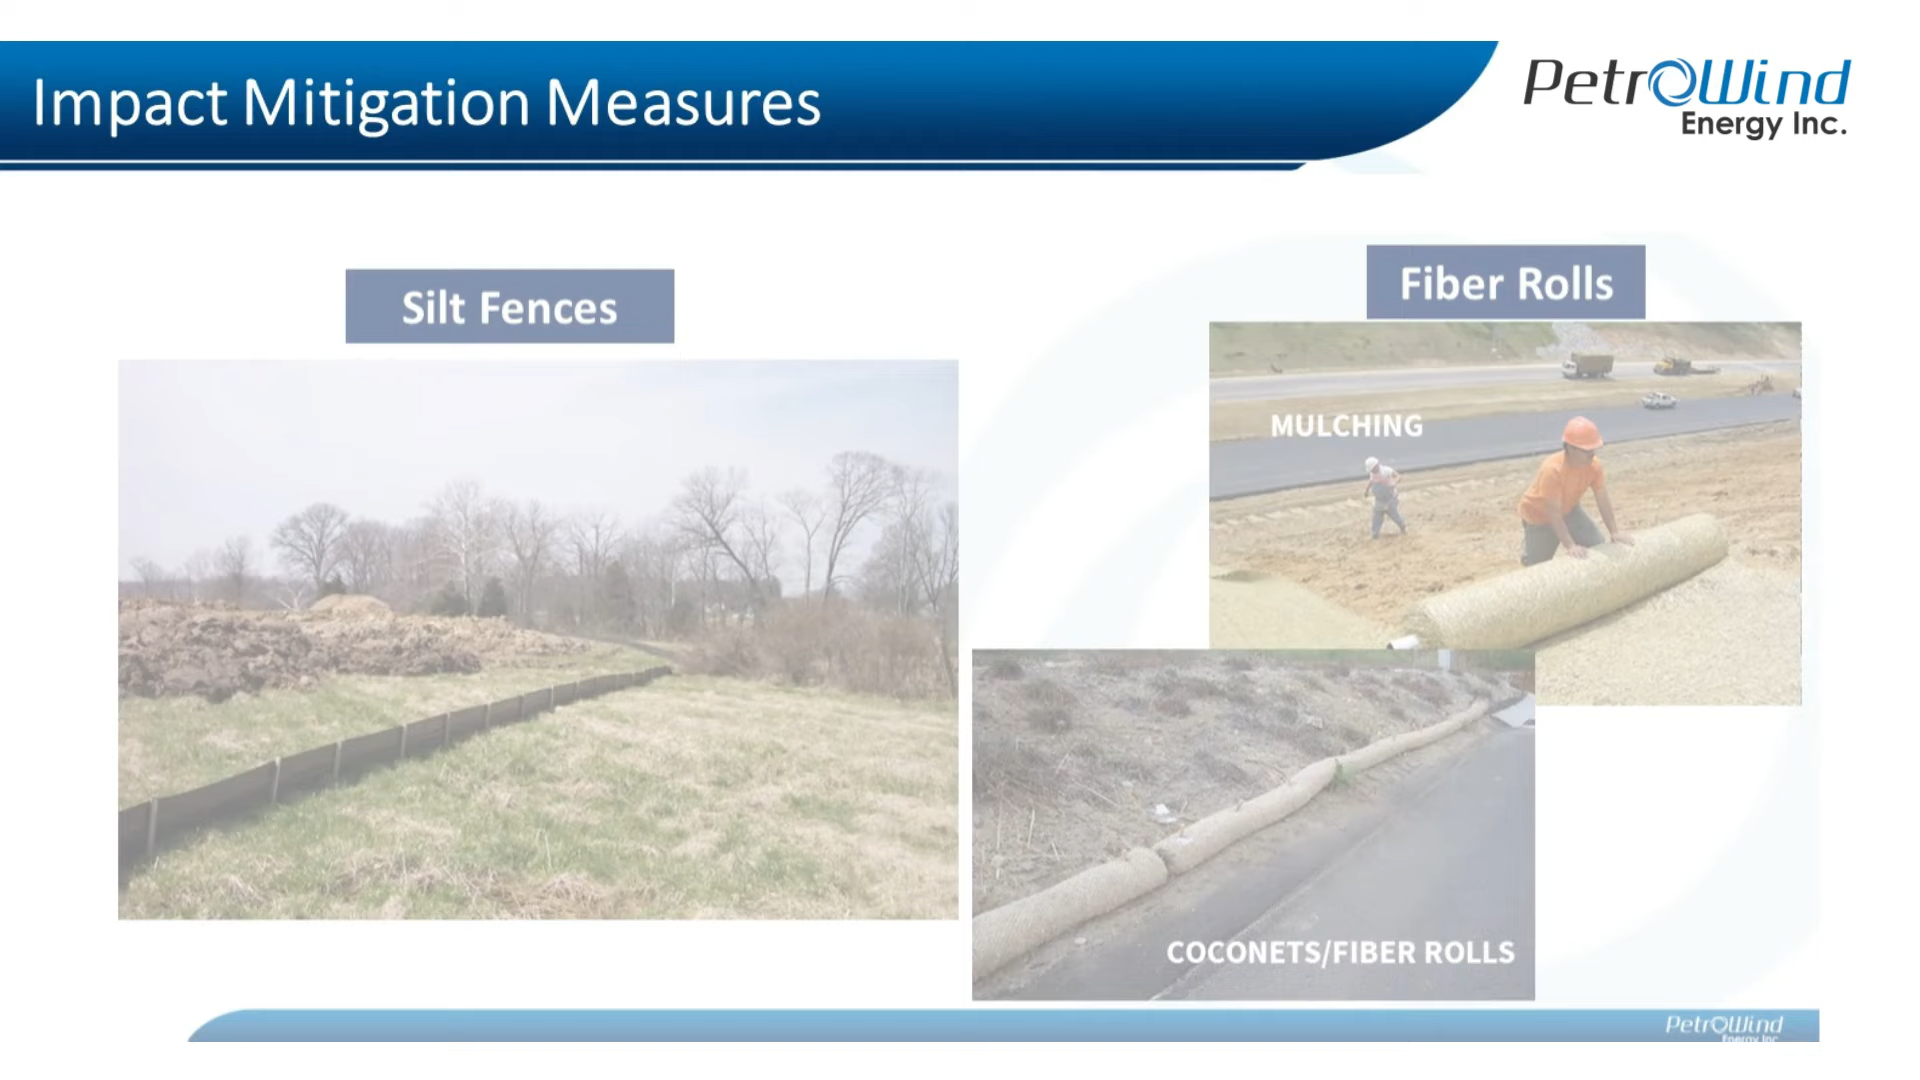 Impact Mitigation Measures
PetroWind
Energy Inc.
Silt Fences
Fiber Rolls
MULCHING
COCONETS/FIBER ROLLS
PetroWind
Energy Inc